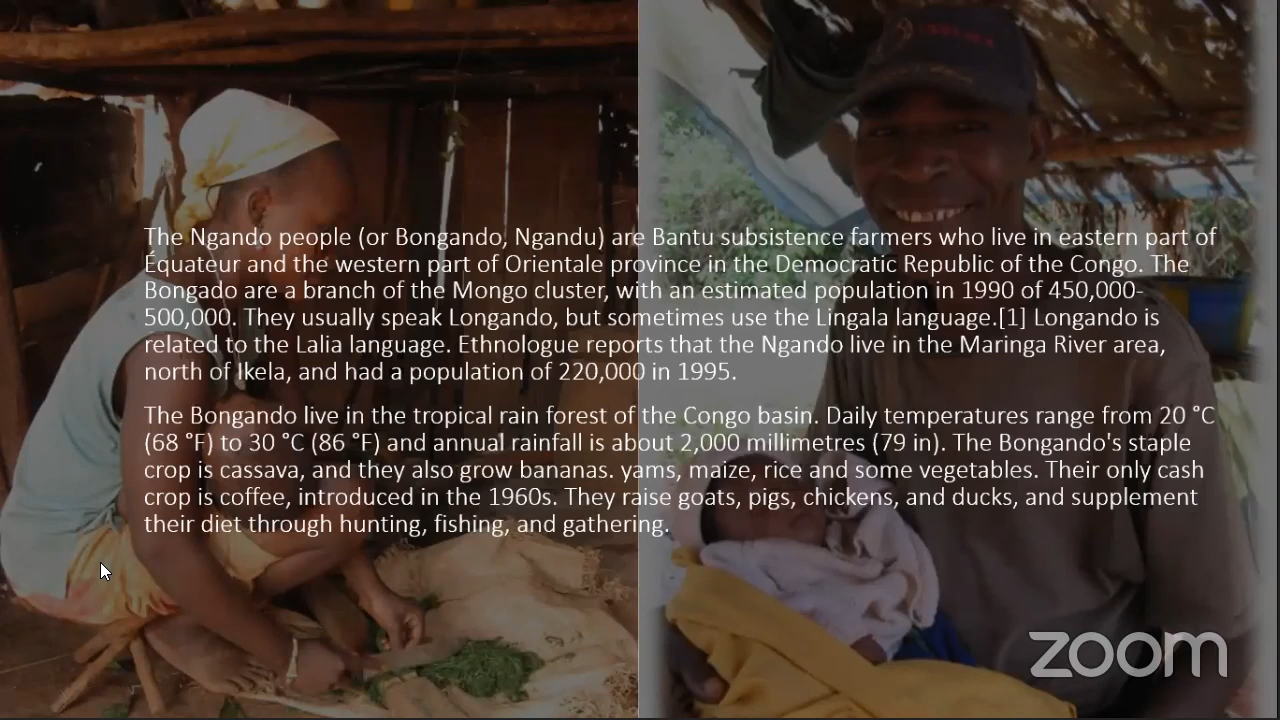 The Ngando people (or Bongando, Ngandu) are Bantu subsistence farmers who live in eastern part of
Équateur and the western part of Orientale province in the Democratic Republic of the Congo. The
Bongado are a branch of the Mongo cluster, with an estimated population in 1990 of 450,000-
500,000. They usually speak Longando, but sometimes use the Lingala language.[1] Longando is
related to the Lalia language. Ethnologue reports that the Ngando live in the Maringa River area,
north of Ikela, and had a population of 220,000 in 1995.
The Bongando live in the tropical rain forest of the Congo basin. Daily temperatures range from 20 °C
(68 °F) to 30 °C (86 °F) and annual rainfall is about 2,000 millimetres (79 in). The Bongando's staple
crop is cassava, and they also grow bananas. yams, maize, rice and some vegetables. Their only cash
crop is coffee, introduced in the 1960s. They raise goats, pigs, chickens, and ducks, and supplement
their diet through hunting, fishing, and gathering.
zoom